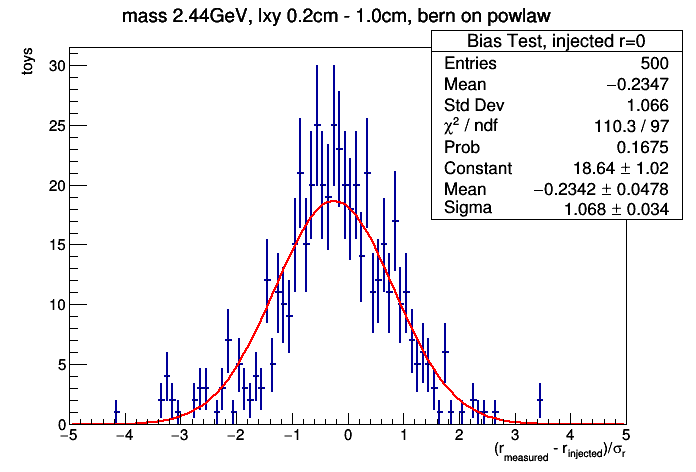 mass 2.44GeV, lxy 0.2cm - 1.0cm, bern on powlaw
Bias Test, injected r=0
Entries 500
Mean −0.2347
Std Dev 1.066
χ² / ndf 110.3 / 97
Prob 0.1675
Constant 18.64 ± 1.02
Mean −0.2342 ± 0.0478
Sigma 1.068 ± 0.034
toys
30
25
20
15
10
5
0
−5 −4 −3 −2 −1 0 1 2 3 4 5
(r_measured - r_injected)/σ_r